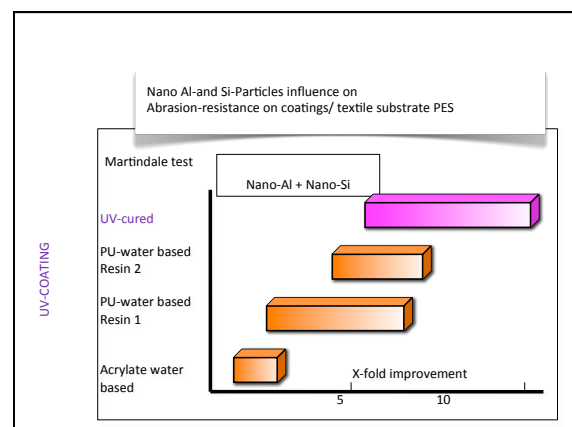 Nano Al-and Si-Particles influence on
Abrasion-resistance on coatings/ textile substrate PES
Martindale test
Nano-Al + Nano-Si
UV-COATING
UV-cured
PU-water based
Resin 2
PU-water based
Resin 1
Acrylate water
based
X-fold improvement
5 10